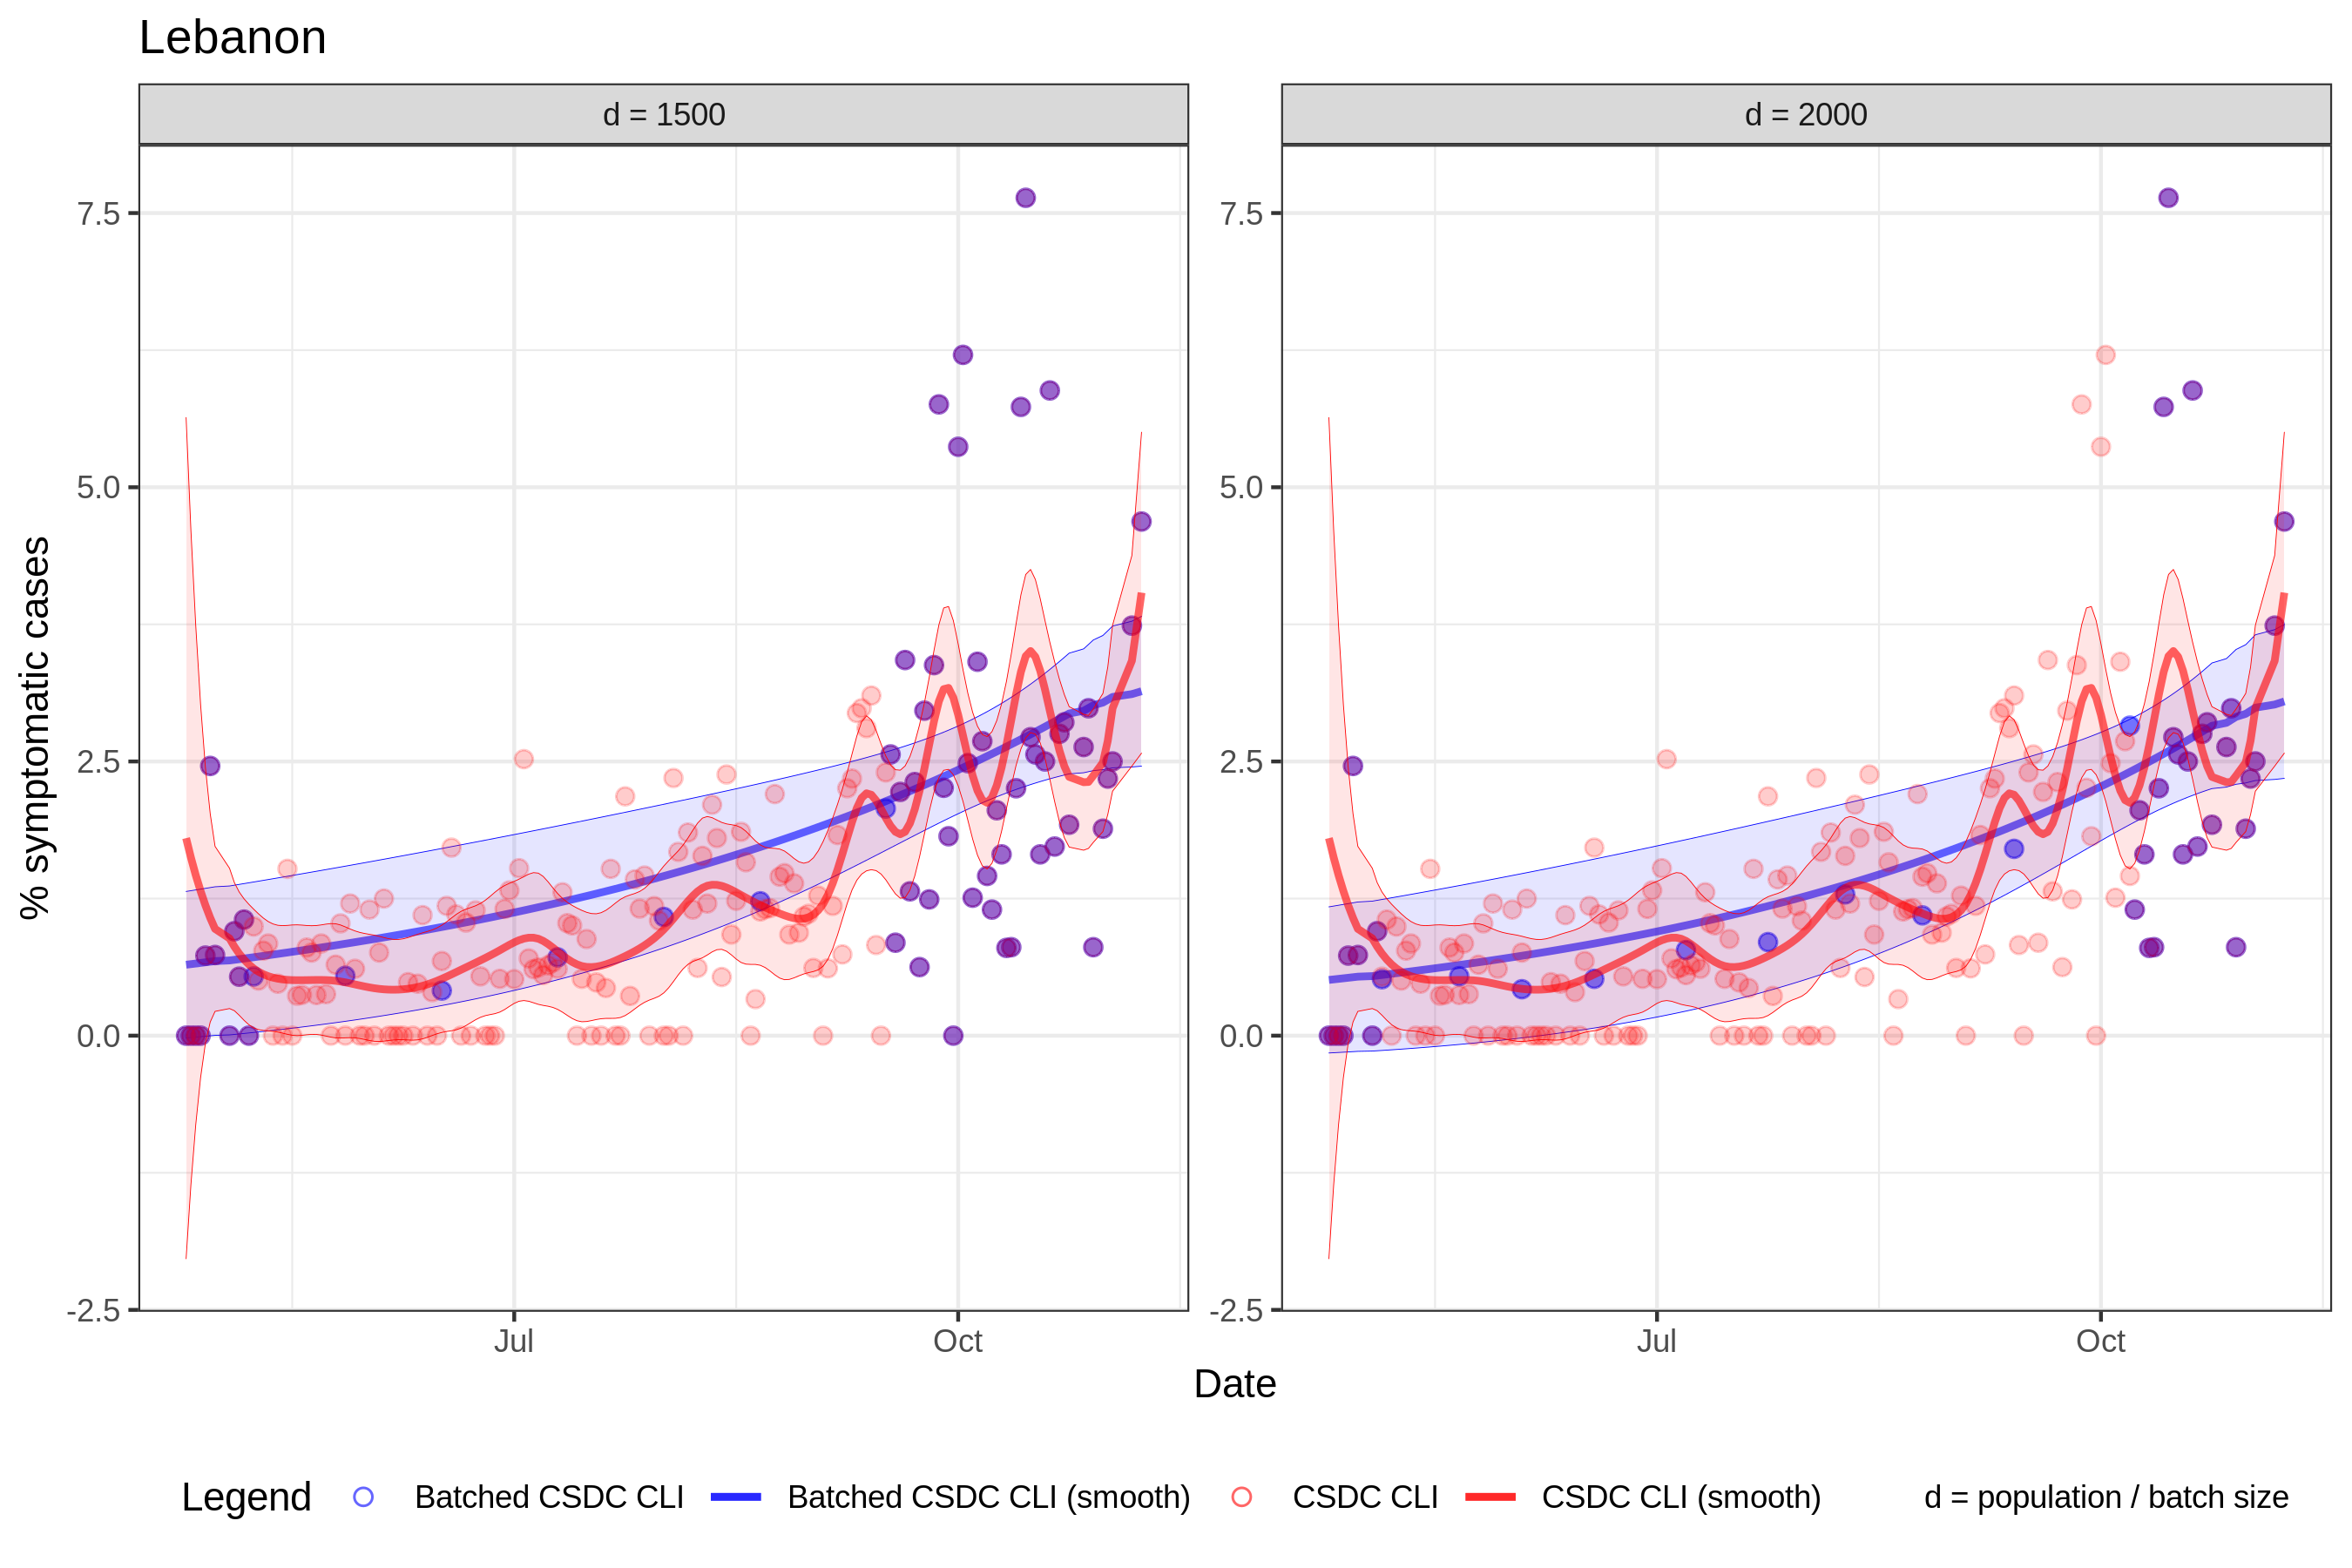 Lebanon
d = 1500
d = 2000
% symptomatic cases
7.5
5.0
2.5
0.0
-2.5
7.5
5.0
2.5
0.0
-2.5
Jul
Oct
Jul
Oct
Date
Legend
Batched CSDC CLI
Batched CSDC CLI (smooth)
CSDC CLI
CSDC CLI (smooth)
d = population / batch size